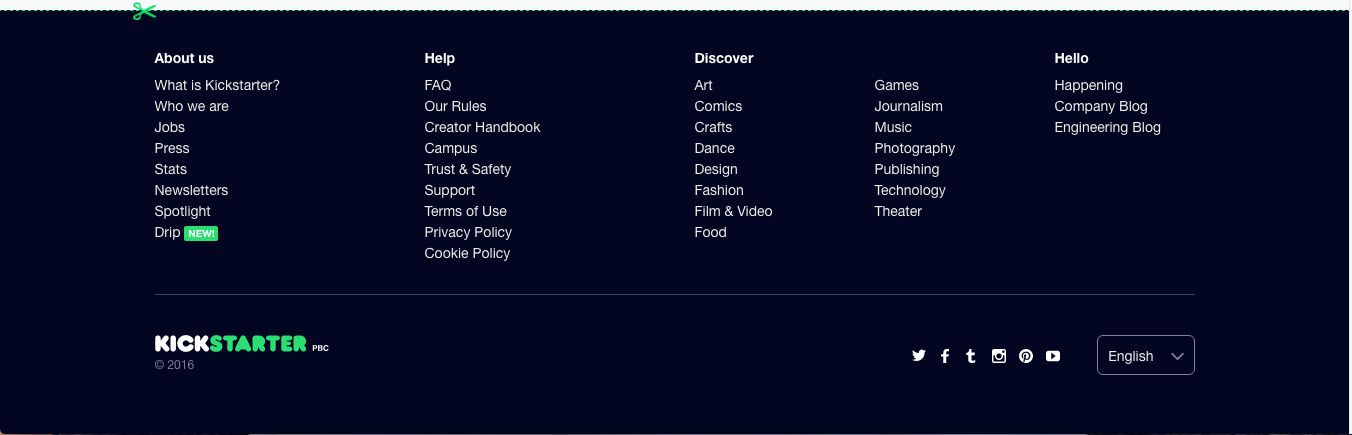 About us
What is Kickstarter?
Who we are
Jobs
Press
Stats
Newsletters
Spotlight
Drip NEW!
Help
FAQ
Our Rules
Creator Handbook
Campus
Trust & Safety
Support
Terms of Use
Privacy Policy
Cookie Policy
Discover
Art
Comics
Crafts
Dance
Design
Fashion
Film & Video
Food
Games
Journalism
Music
Photography
Publishing
Technology
Theater
Hello
Happening
Company Blog
Engineering Blog
KICKSTARTER PBC
© 2016
English